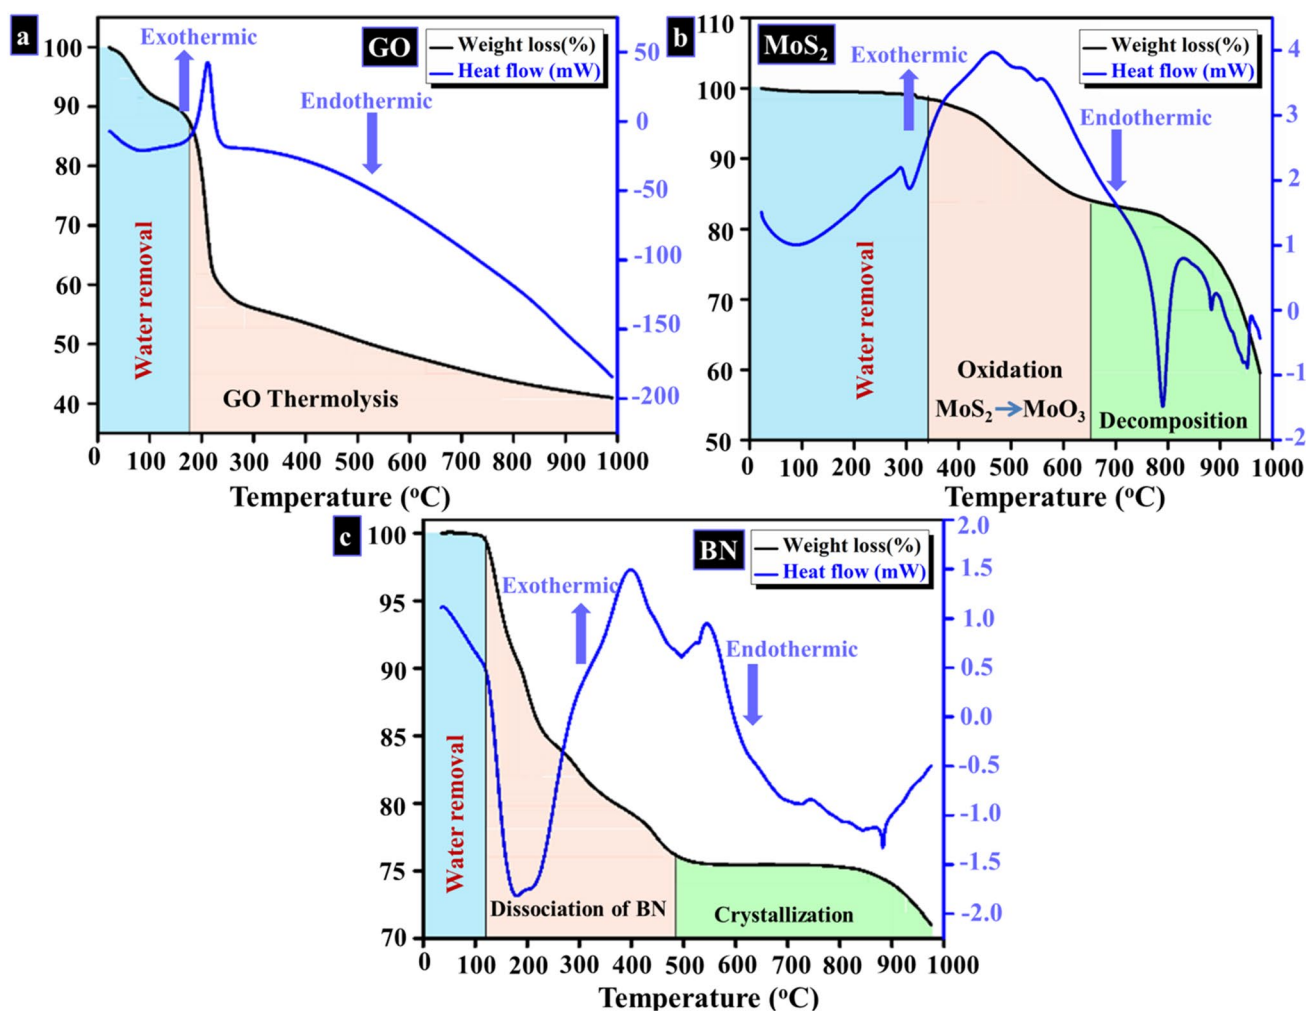 a
GO
Weight loss(%)
Heat flow (mW)
Exothermic
Endothermic
100
90
80
70
60
50
40
50
0
-50
-100
-150
-200
Water removal
GO Thermolysis
0 100 200 300 400 500 600 700 800 900 1000
Temperature (°C)
b
MoS₂
Weight loss(%)
Heat flow (mW)
Exothermic
Endothermic
110
100
90
80
70
60
50
4
3
2
1
0
-1
-2
Water removal
Oxidation
MoS₂→MoO₃
Decomposition
0 100 200 300 400 500 600 700 800 900 1000
Temperature (°C)
c
BN
Weight loss(%)
Heat flow (mW)
Exothermic
Endothermic
100
95
90
85
80
75
70
2.0
1.5
1.0
0.5
0.0
-0.5
-1.0
-1.5
-2.0
Water removal
Dissociation of BN
Crystallization
0 100 200 300 400 500 600 700 800 900 1000
Temperature (°C)